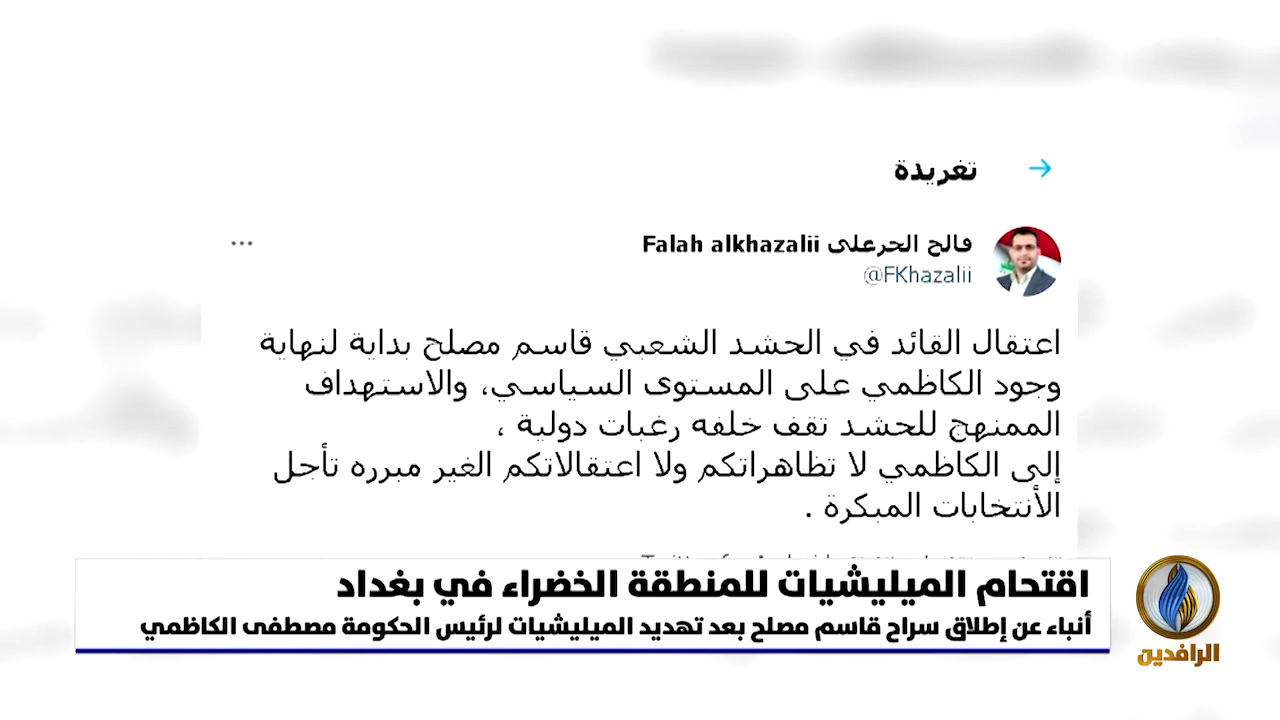 تغريدة
فالح الخزعلي Falah alkhazalii
@FKhazalii
اعتقال القائد في الحشد الشعبي قاسم مصلح بداية لنهاية
وجود الكاظمي على المستوى السياسي، والاستهداف
الممنهج للحشد تقف خلفه رغبات دولية ،
إلى الكاظمي لا تظاهراتكم ولا اعتقالاتكم الغير مبرره تأجل
الأنتخابات المبكرة .
اقتحام الميليشيات للمنطقة الخضراء في بغداد
أنباء عن إطلاق سراح قاسم مصلح بعد تهديد الميليشيات لرئيس الحكومة مصطفى الكاظمي
الرافدين